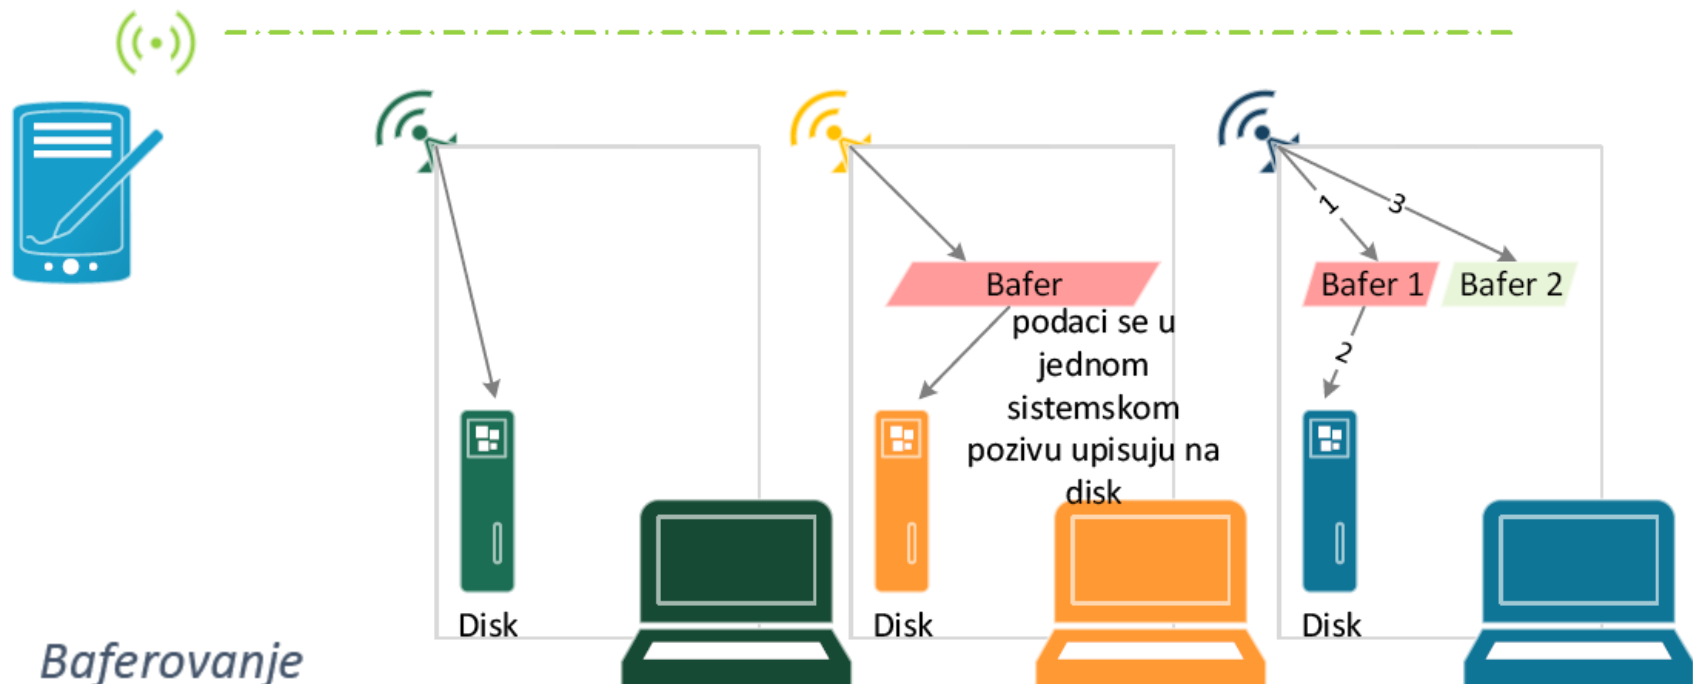 1
3
Bafer
Bafer 1
Bafer 2
podaci se u
jednom
sistemskom
pozivu upisuju na
disk
2
Disk
Disk
Disk
Baferovanje